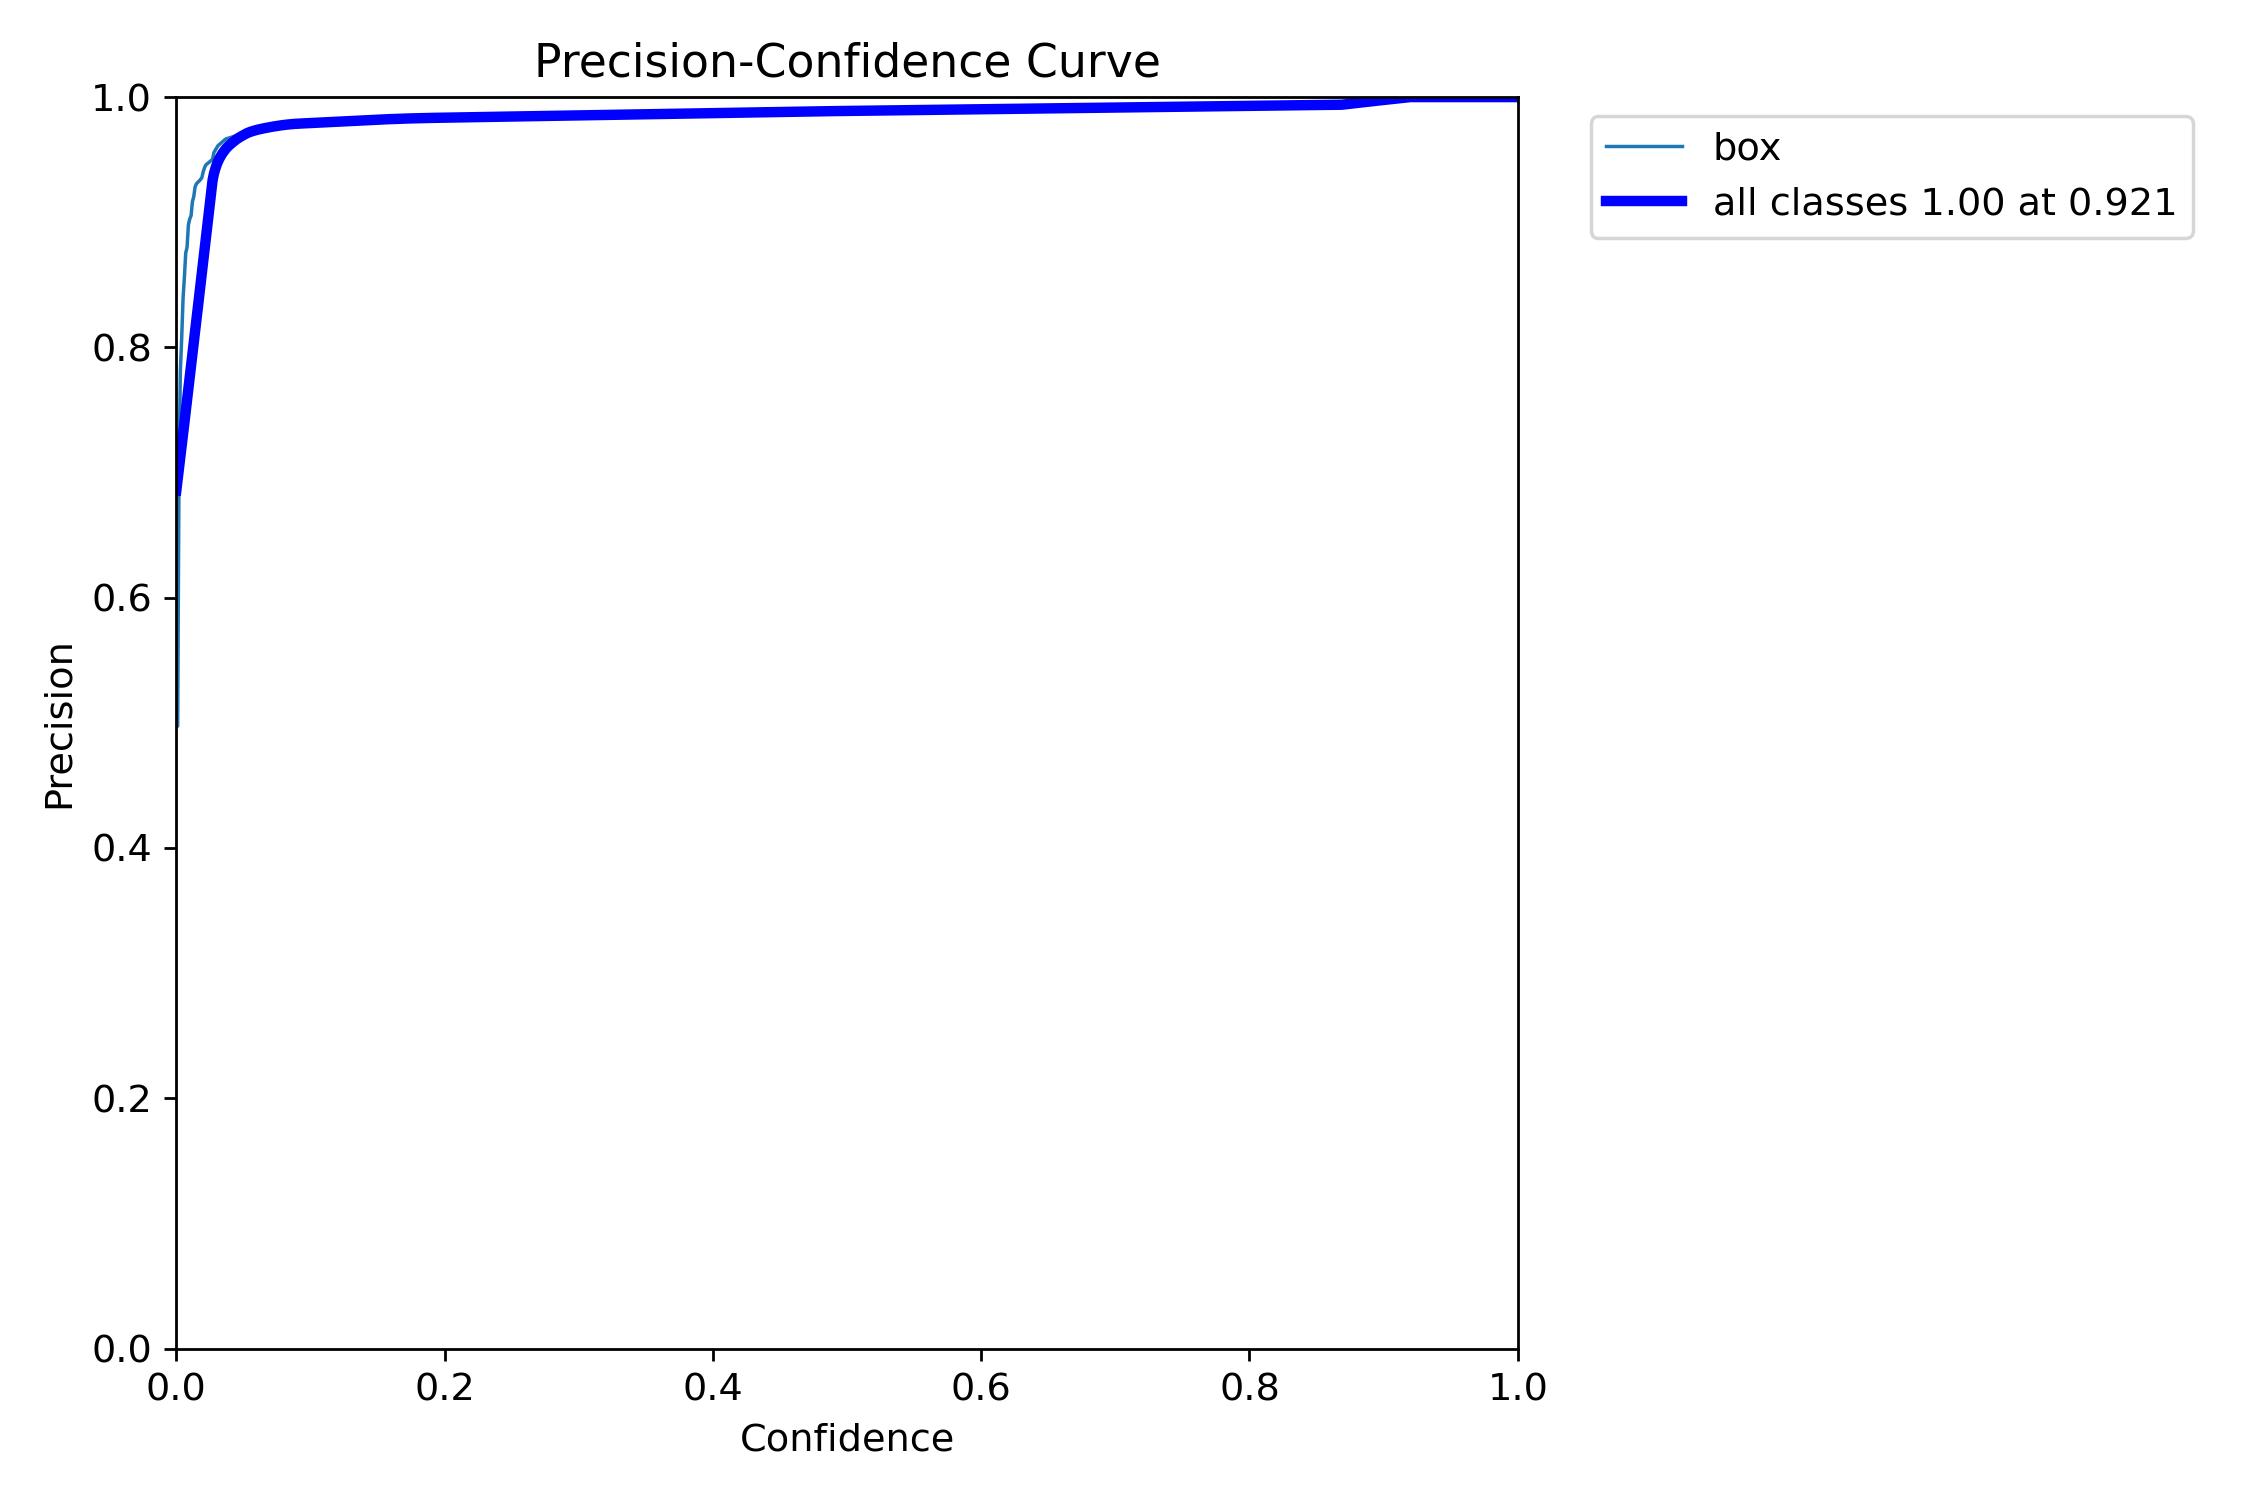 Precision-Confidence Curve
1.0
0.8
0.6
0.4
0.2
0.0
Precision
0.0 0.2 0.4 0.6 0.8 1.0
Confidence
box
all classes 1.00 at 0.921